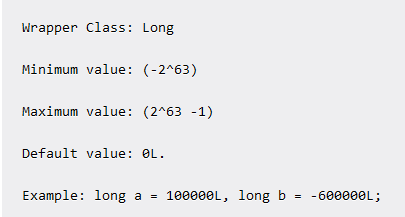 Wrapper Class: Long
Minimum value: (-2^63)
Maximum value: (2^63 -1)
Default value: 0L.
Example: long a = 100000L, long b = -600000L;